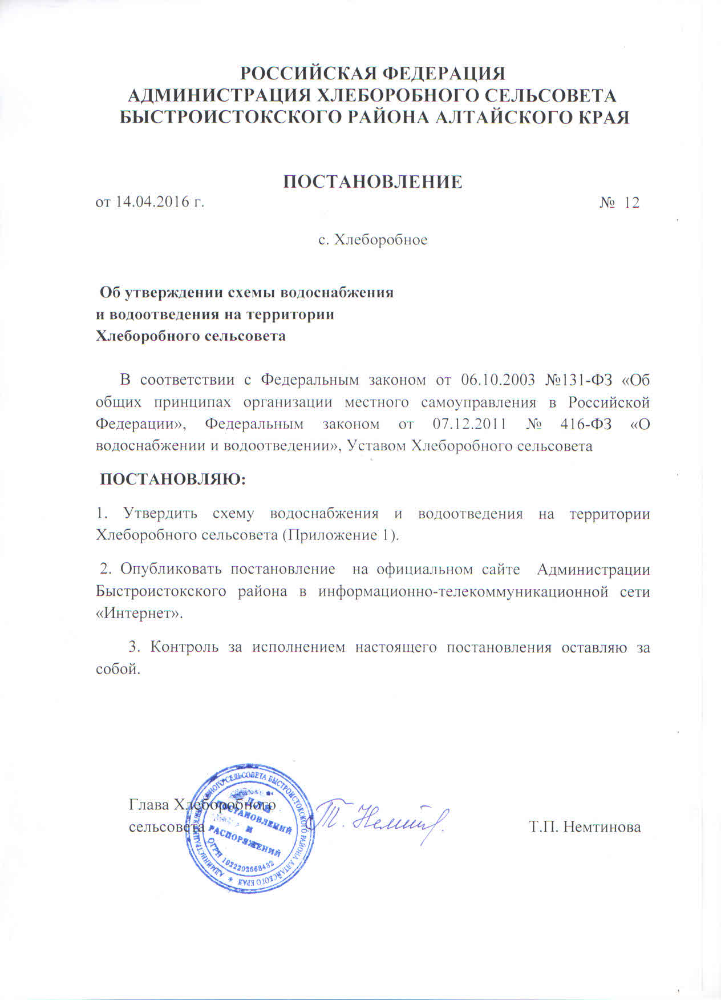 РОССИЙСКАЯ ФЕДЕРАЦИЯ
АДМИНИСТРАЦИЯ ХЛЕБОРОБНОГО СЕЛЬСОВЕТА
БЫСТРОИСТОКСКОГО РАЙОНА АЛТАЙСКОГО КРАЯ
ПОСТАНОВЛЕНИЕ
от 14.04.2016 г. № 12
с. Хлеборобное
Об утверждении схемы водоснабжения
и водоотведения на территории
Хлеборобного сельсовета
В соответствии с Федеральным законом от 06.10.2003 №131-ФЗ «Об
общих принципах организации местного самоуправления в Российской
Федерации», Федеральным законом от 07.12.2011 № 416-ФЗ «О
водоснабжении и водоотведении», Уставом Хлеборобного сельсовета
ПОСТАНОВЛЯЮ:
1. Утвердить схему водоснабжения и водоотведения на территории
Хлеборобного сельсовета (Приложение 1).
2. Опубликовать постановление на официальном сайте Администрации
Быстроистокского района в информационно-телекоммуникационной сети
«Интернет».
3. Контроль за исполнением настоящего постановления оставляю за
собой.
Глава Хлеборобного
сельсовета Т.П. Немтинова
АДМИНИСТРАЦИЯ ХЛЕБОРОБНОГО СЕЛЬСОВЕТА БЫСТРОИСТОКСКОГО РАЙОНА АЛТАЙСКОГО КРАЯ *
ДЛЯ
ПОСТАНОВЛЕНИЙ
И
РАСПОРЯЖЕНИЙ
ОГРН 1022202668432